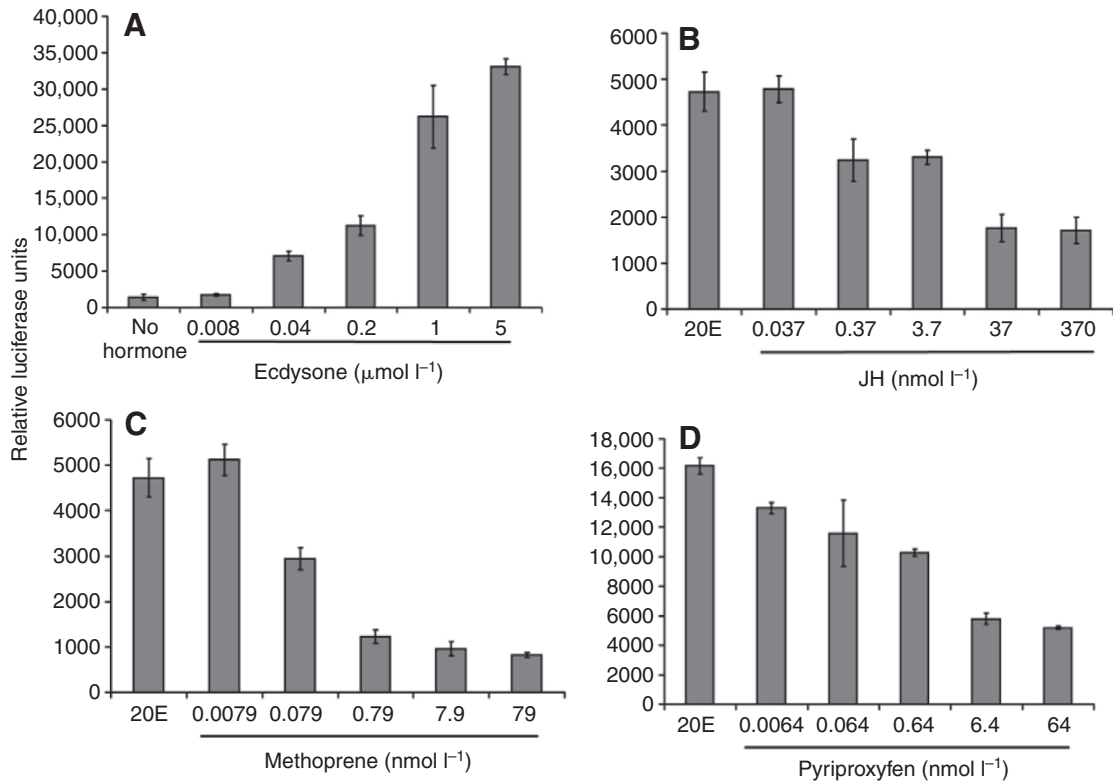 Relative luciferase units
A
40,000
35,000
30,000
25,000
20,000
15,000
10,000
5000
0
No hormone 0.008 0.04 0.2 1 5
Ecdysone (μmol l⁻¹)
B
6000
5000
4000
3000
2000
1000
0
20E 0.037 0.37 3.7 37 370
JH (nmol l⁻¹)
C
6000
5000
4000
3000
2000
1000
0
20E 0.0079 0.079 0.79 7.9 79
Methoprene (nmol l⁻¹)
D
18,000
16,000
14,000
12,000
10,000
8000
6000
4000
2000
0
20E 0.0064 0.064 0.64 6.4 64
Pyriproxyfen (nmol l⁻¹)